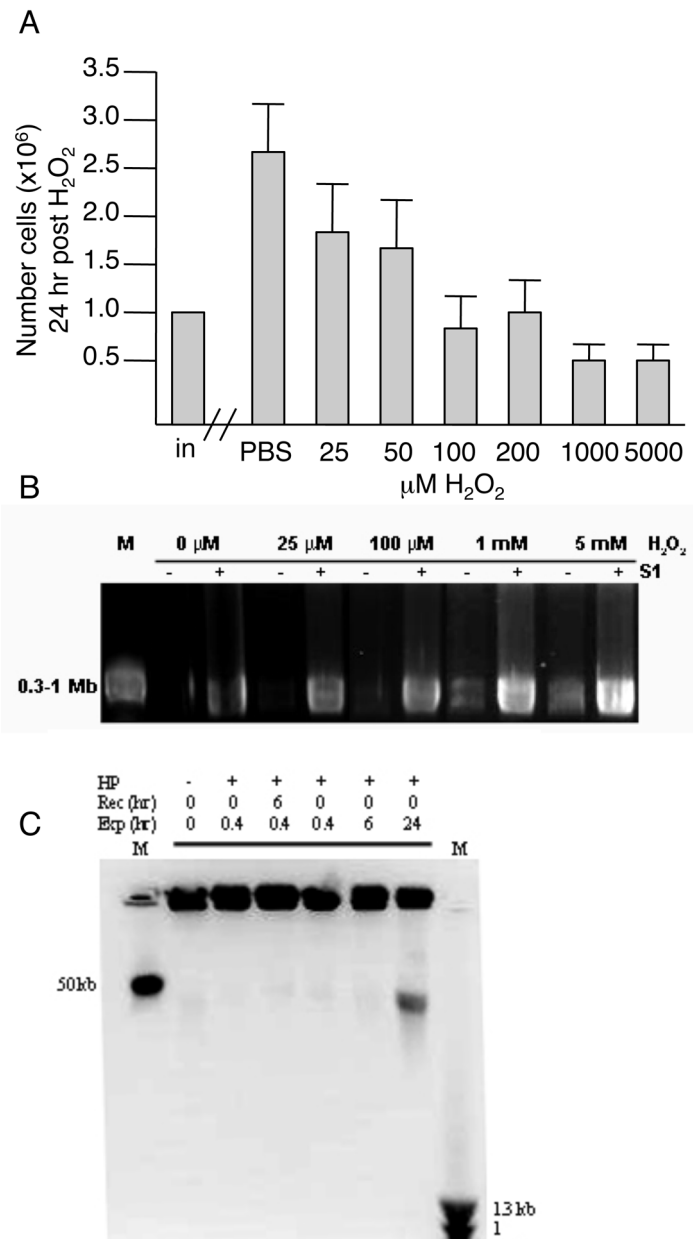 A
Number cells (x10⁶)
24 hr post H₂O₂
3.5
3.0
2.5
2.0
1.5
1.0
0.5
in PBS 25 50 100 200 1000 5000
μM H₂O₂
B
M 0 μM 25 μM 100 μM 1 mM 5 mM H₂O₂
- + - + - + - + - + S1
0.3-1 Mb
C
HP - + + + + +
Rec (hr) 0 0 6 0 0 0
Exp (hr) 0 0.4 0.4 0.4 6 24
M M
50kb
13kb
1